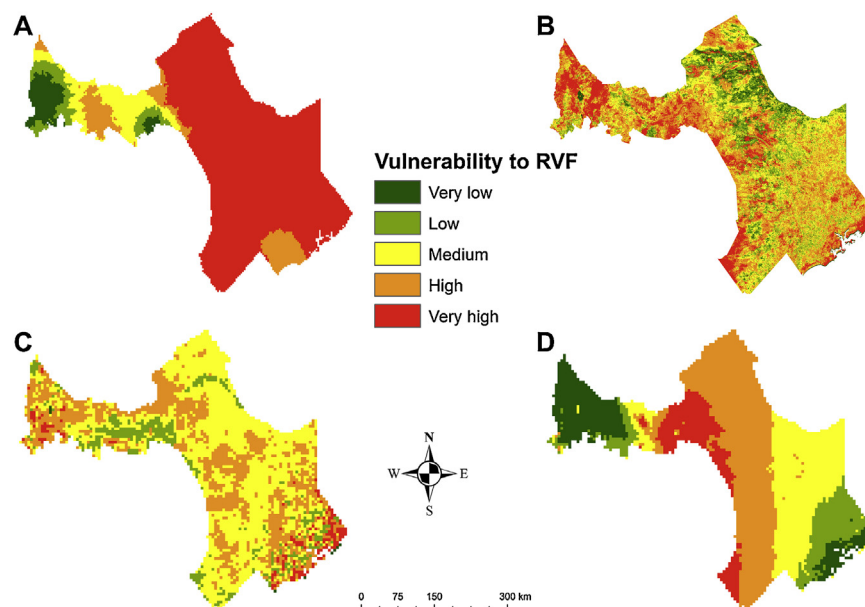 A
B
Vulnerability to RVF
Very low
Low
Medium
High
Very high
C
D
N
W E
S
0 75 150 300 km